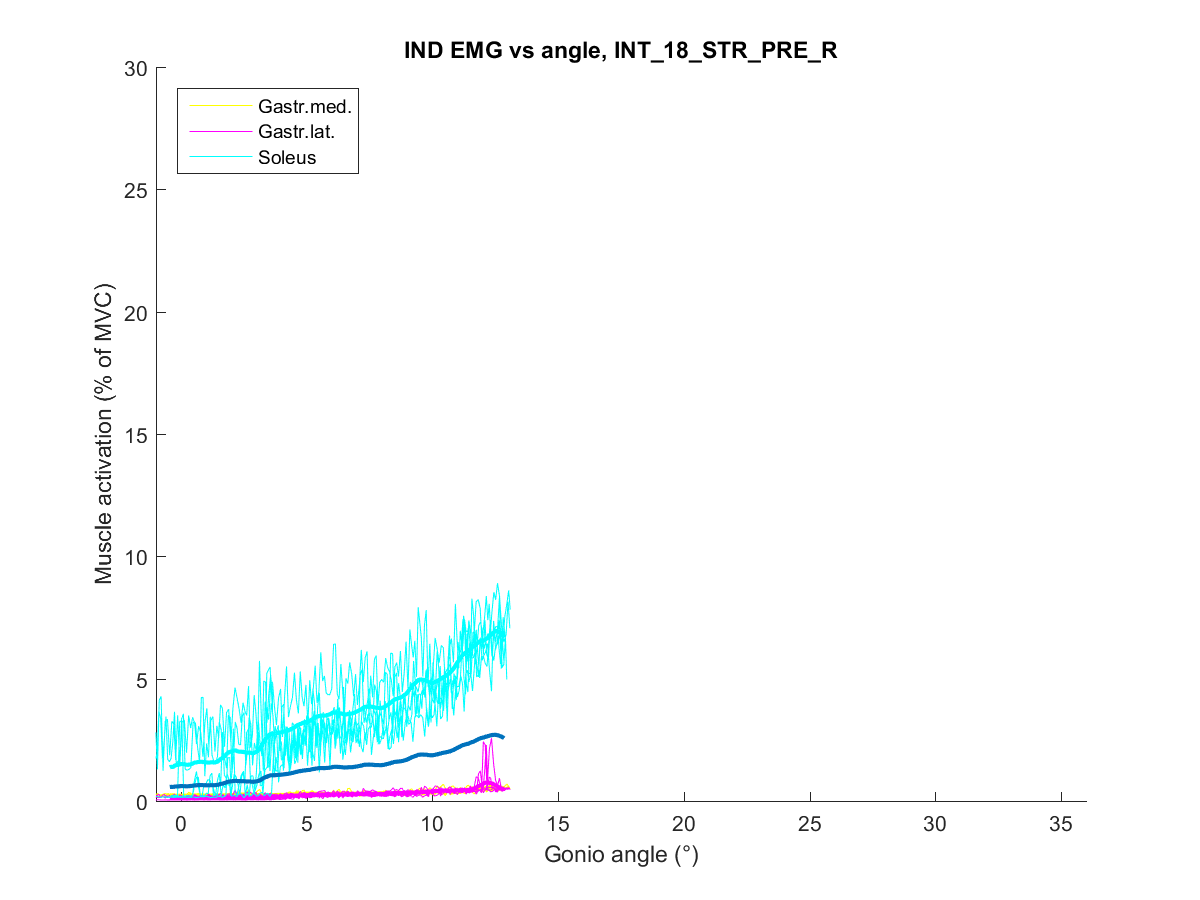 IND EMG vs angle, INT_18_STR_PRE_R
30
25
20
15
10
5
0
Muscle activation (% of MVC)
Gastr.med.
Gastr.lat.
Soleus
0 5 10 15 20 25 30 35
Gonio angle (°)